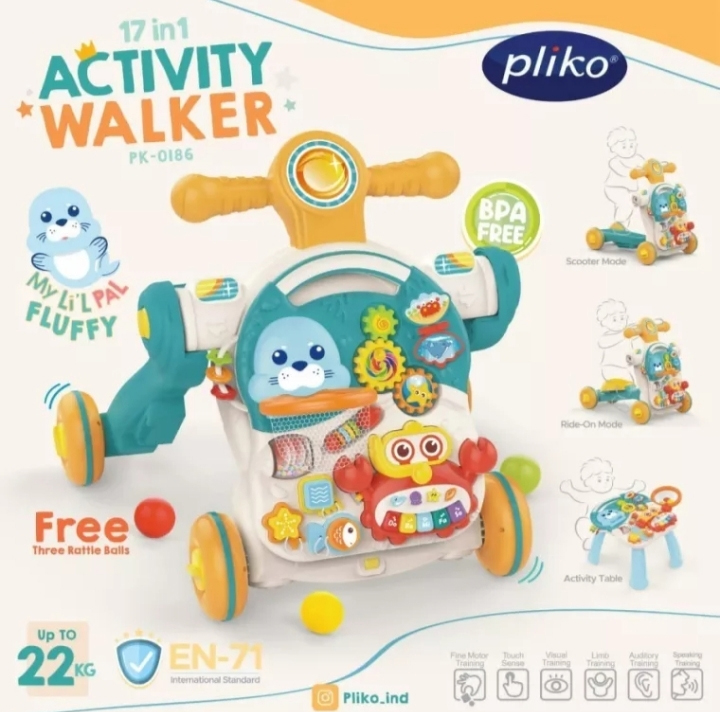 17 in 1
ACTIVITY
WALKER
PK-0186
pliko®
BPA
FREE
My Li'L PAL
FLUFFY
Scooter Mode
Ride-On Mode
Activity Table
Free
Three Rattle Balls
Up TO
22KG
EN-71
International Standard
Pliko_ind
Fine Motor
Training
Touch
Sense
Visual
Training
Limb
Training
Auditory
Training
Speaking
Training